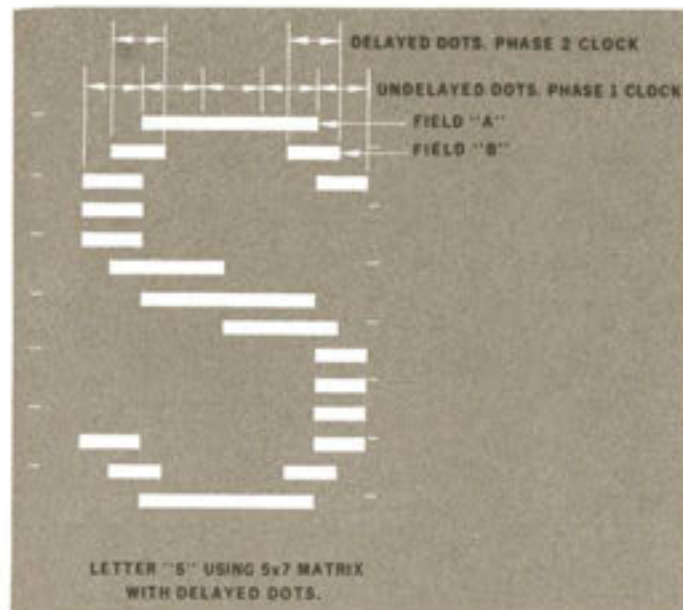 DELAYED DOTS. PHASE 2 CLOCK
UNDELAYED DOTS. PHASE 1 CLOCK
FIELD "A"
FIELD "B"
LETTER "S" USING 5x7 MATRIX
WITH DELAYED DOTS.